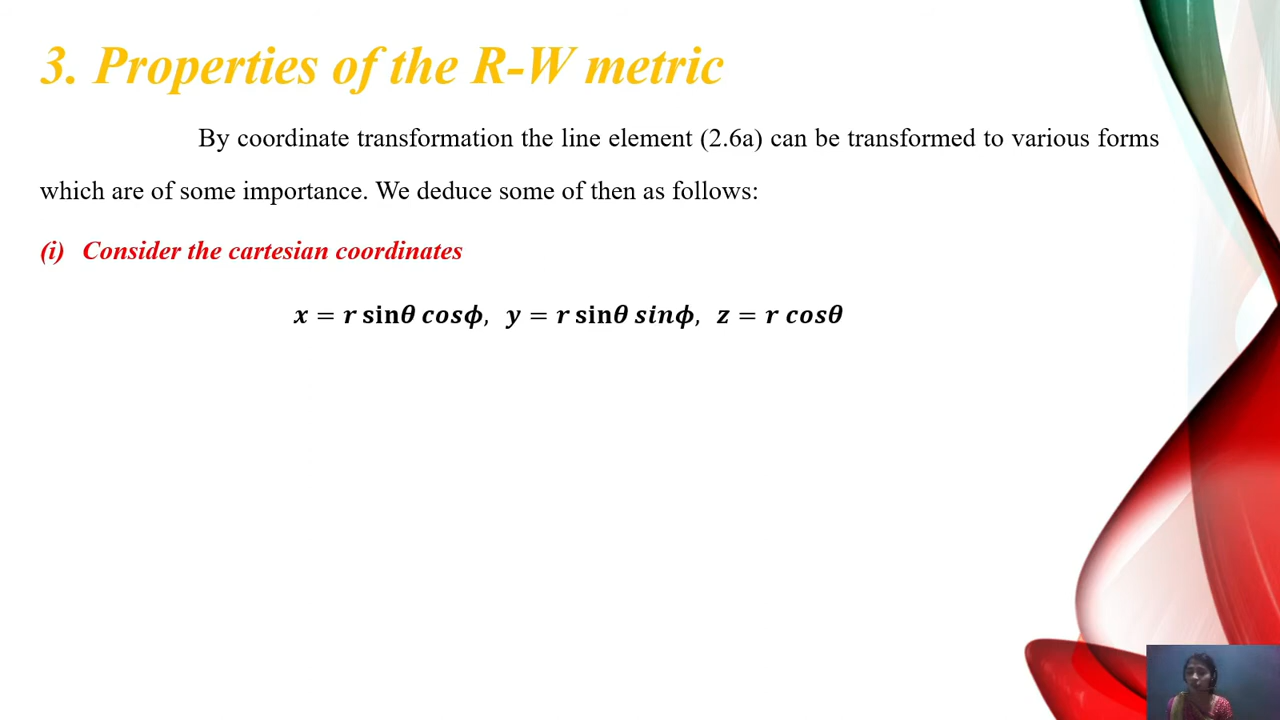 3. Properties of the R-W metric
By coordinate transformation the line element (2.6a) can be transformed to various forms
which are of some importance. We deduce some of then as follows:
(i) Consider the cartesian coordinates
x = r sinθ cosϕ, y = r sinθ sinϕ, z = r cosθ